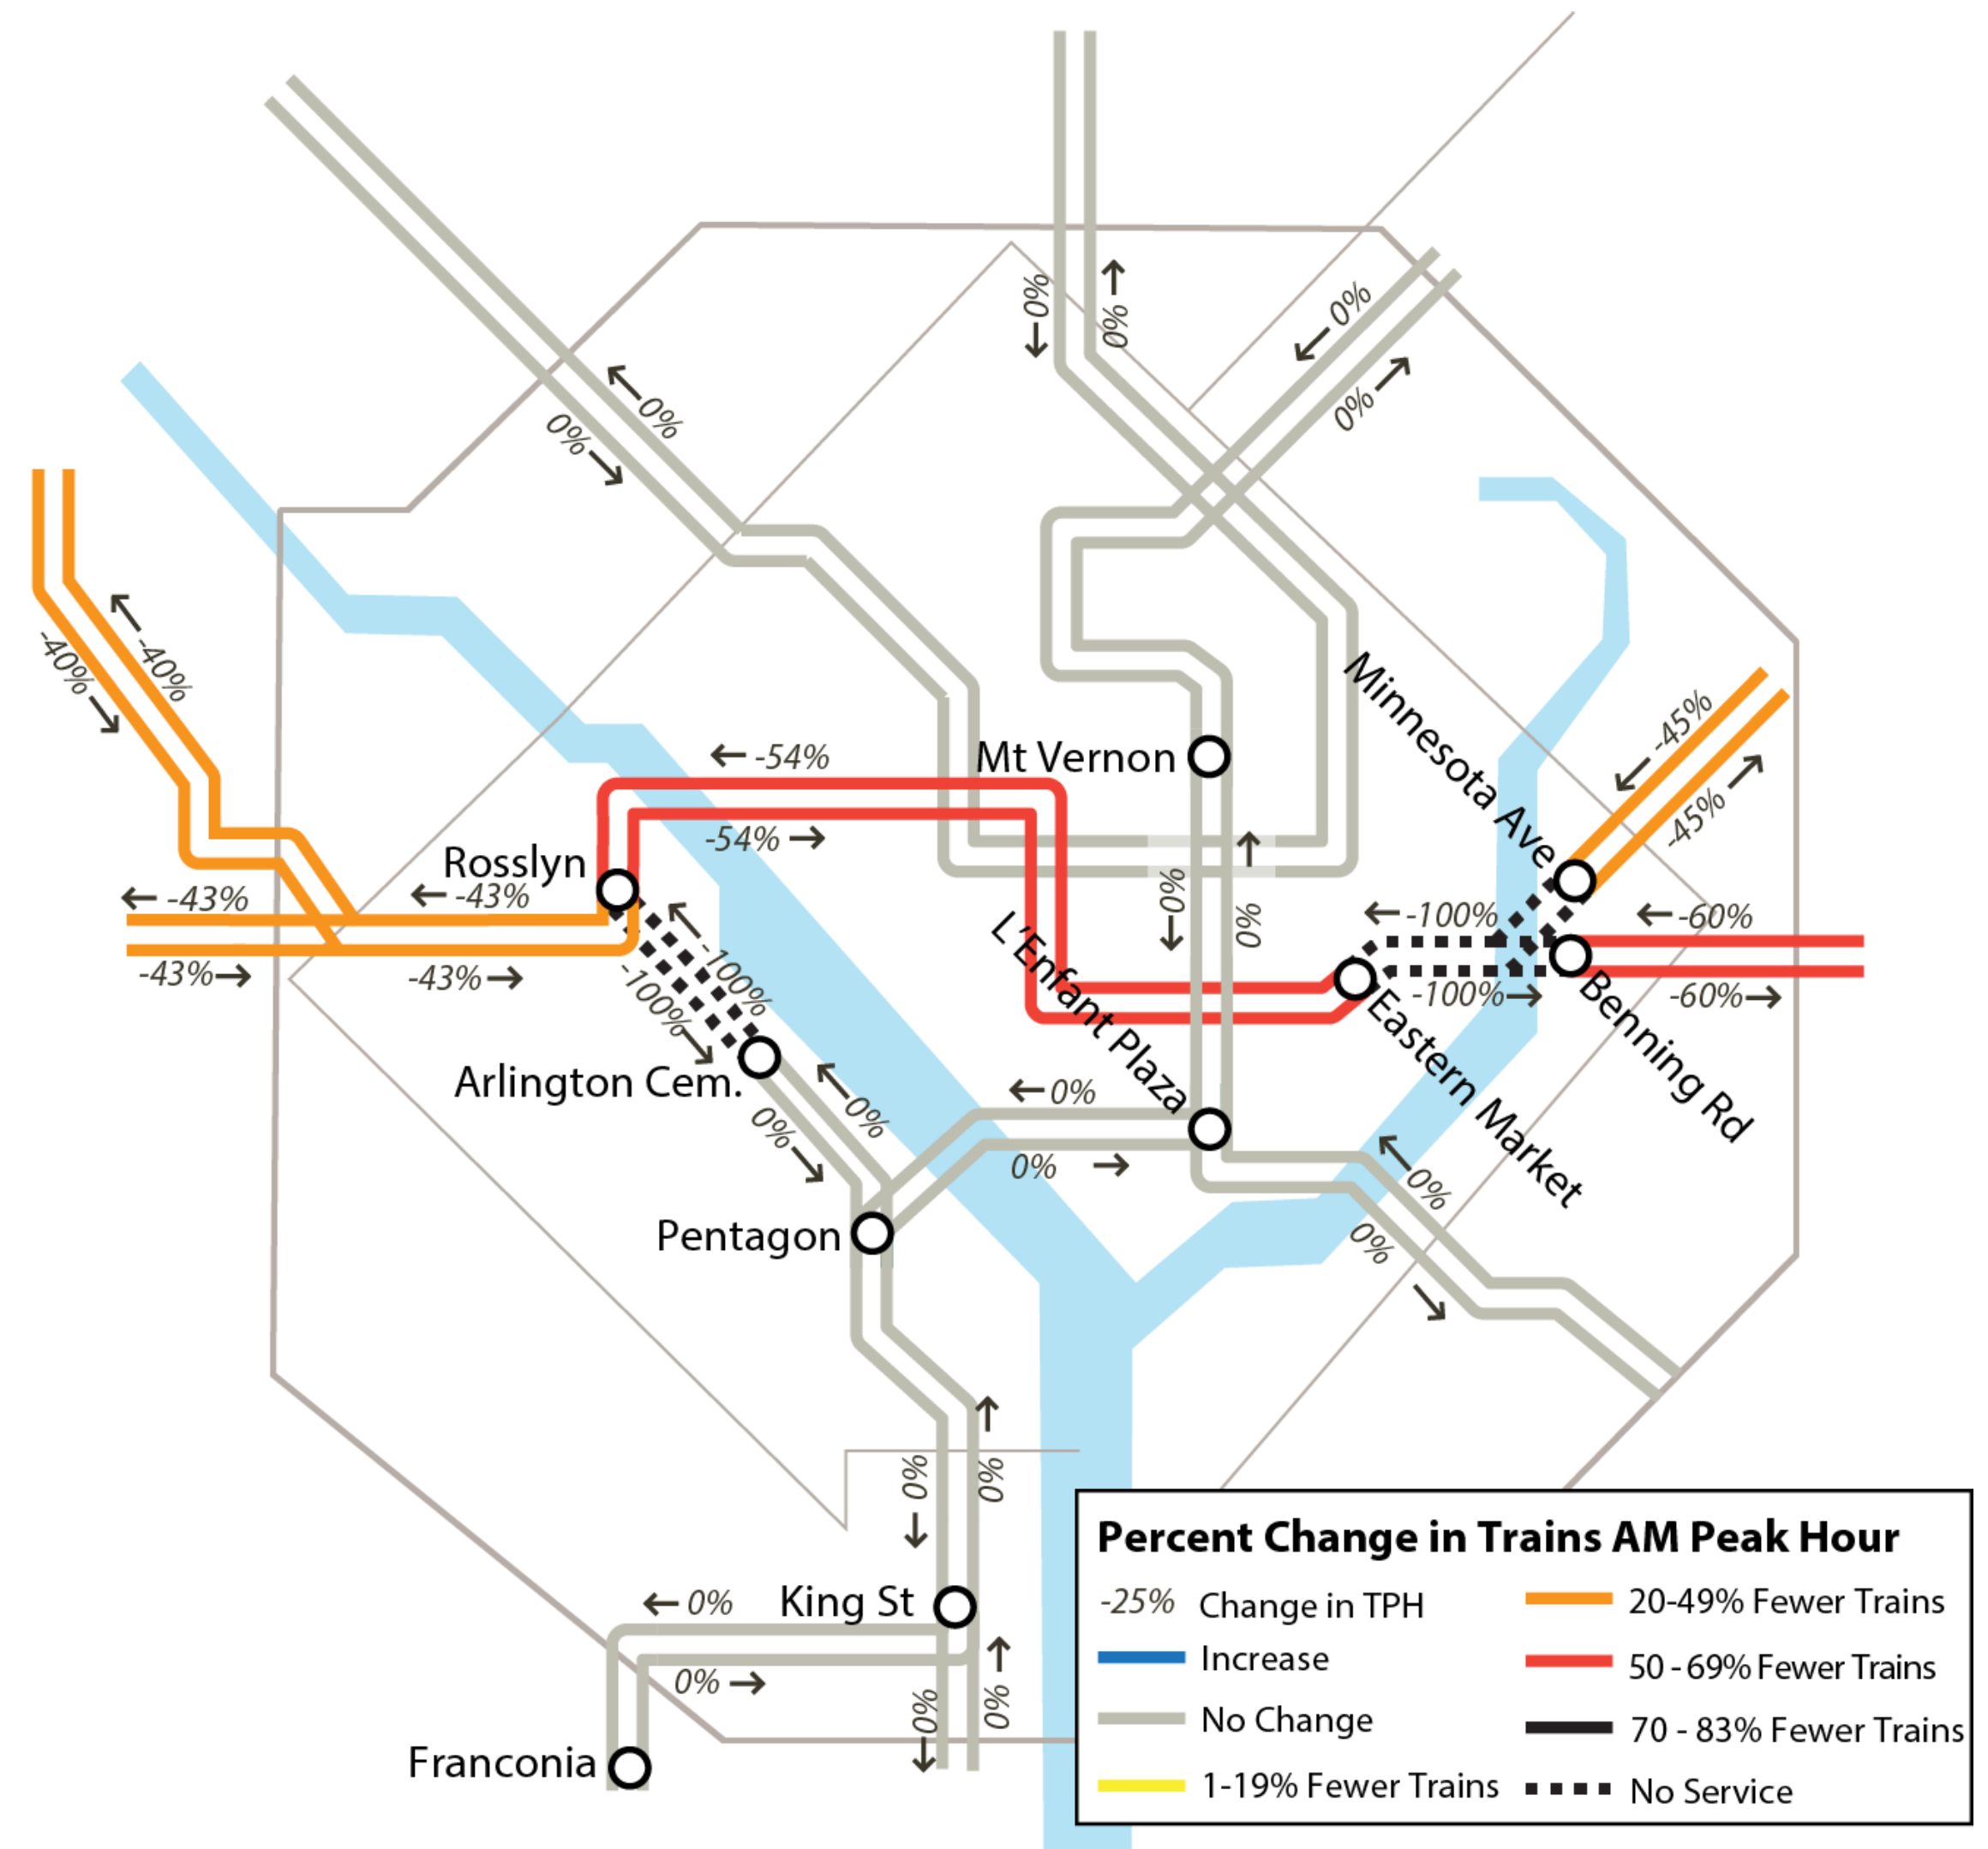 0%
0%
0%
0%
0%
0%
-40%
-40%
Minnesota Ave
-45%
-45%
-54%
Mt Vernon
-54%
Rosslyn
-43%
-43%
-43%
-43%
0%
0%
-100%
-60%
-100%
-60%
-100%
-100%
L'Enfant Plaza
Eastern Market
Benning Rd
Arlington Cem.
0%
0%
0%
0%
0%
0%
Pentagon
0%
0%
King St
0%
0%
0%
0%
Franconia
Percent Change in Trains AM Peak Hour
-25% Change in TPH
Increase
No Change
1-19% Fewer Trains
20-49% Fewer Trains
50 - 69% Fewer Trains
70 - 83% Fewer Trains
No Service